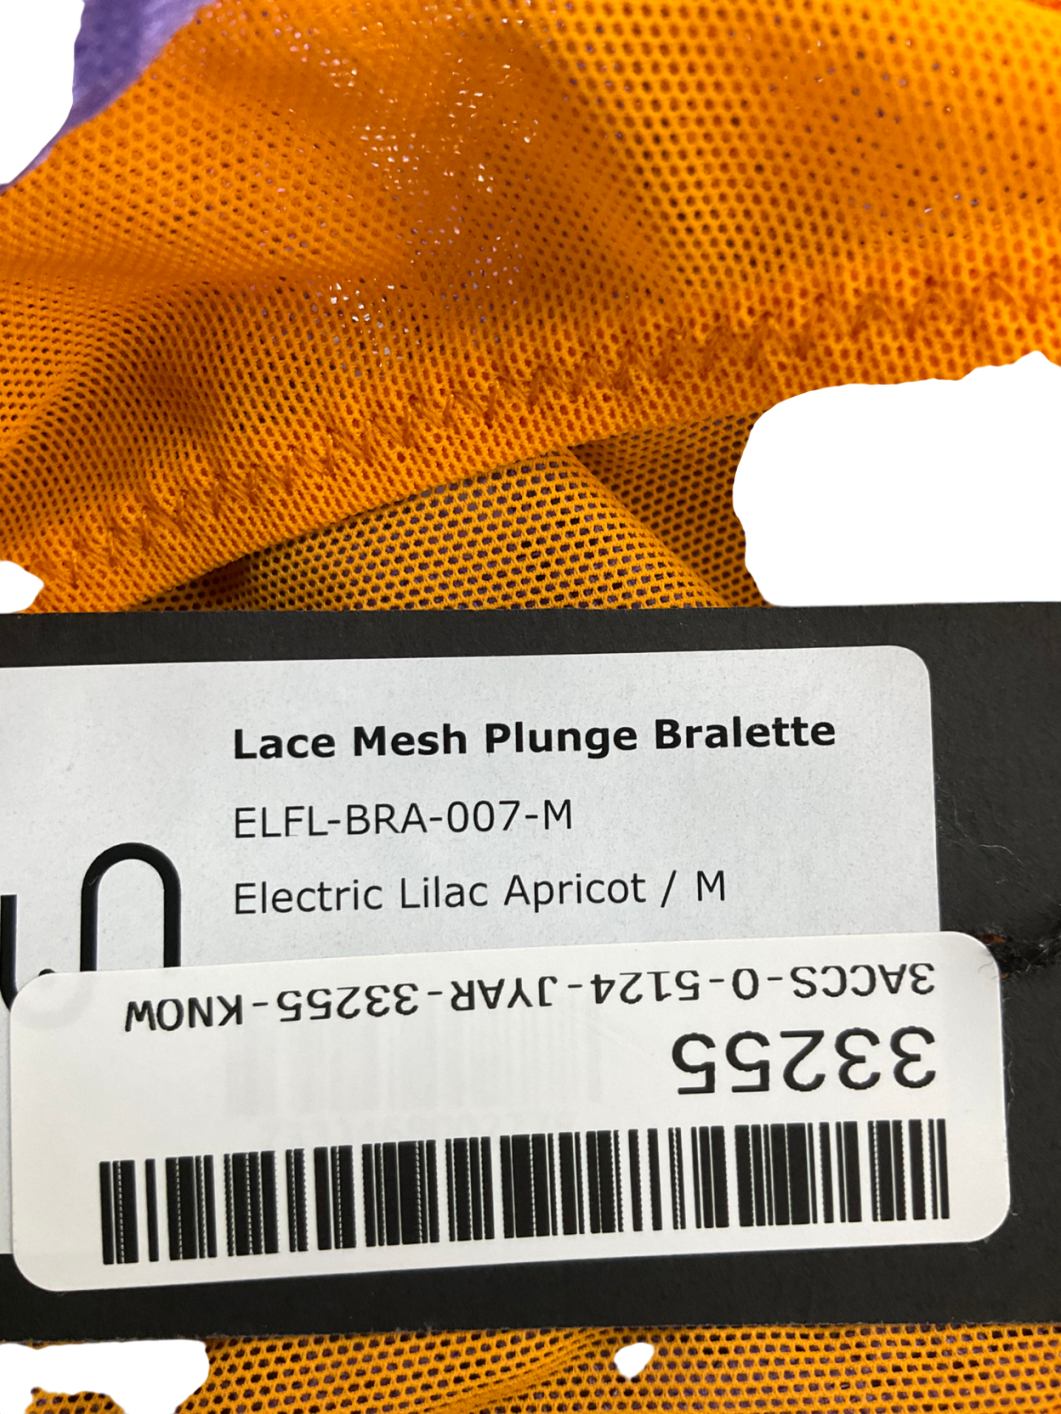 Lace Mesh Plunge Bralette
ELFL-BRA-007-M
Electric Lilac Apricot / M
33255
3ACCS-0-5124-JYAR-33255-KNOW